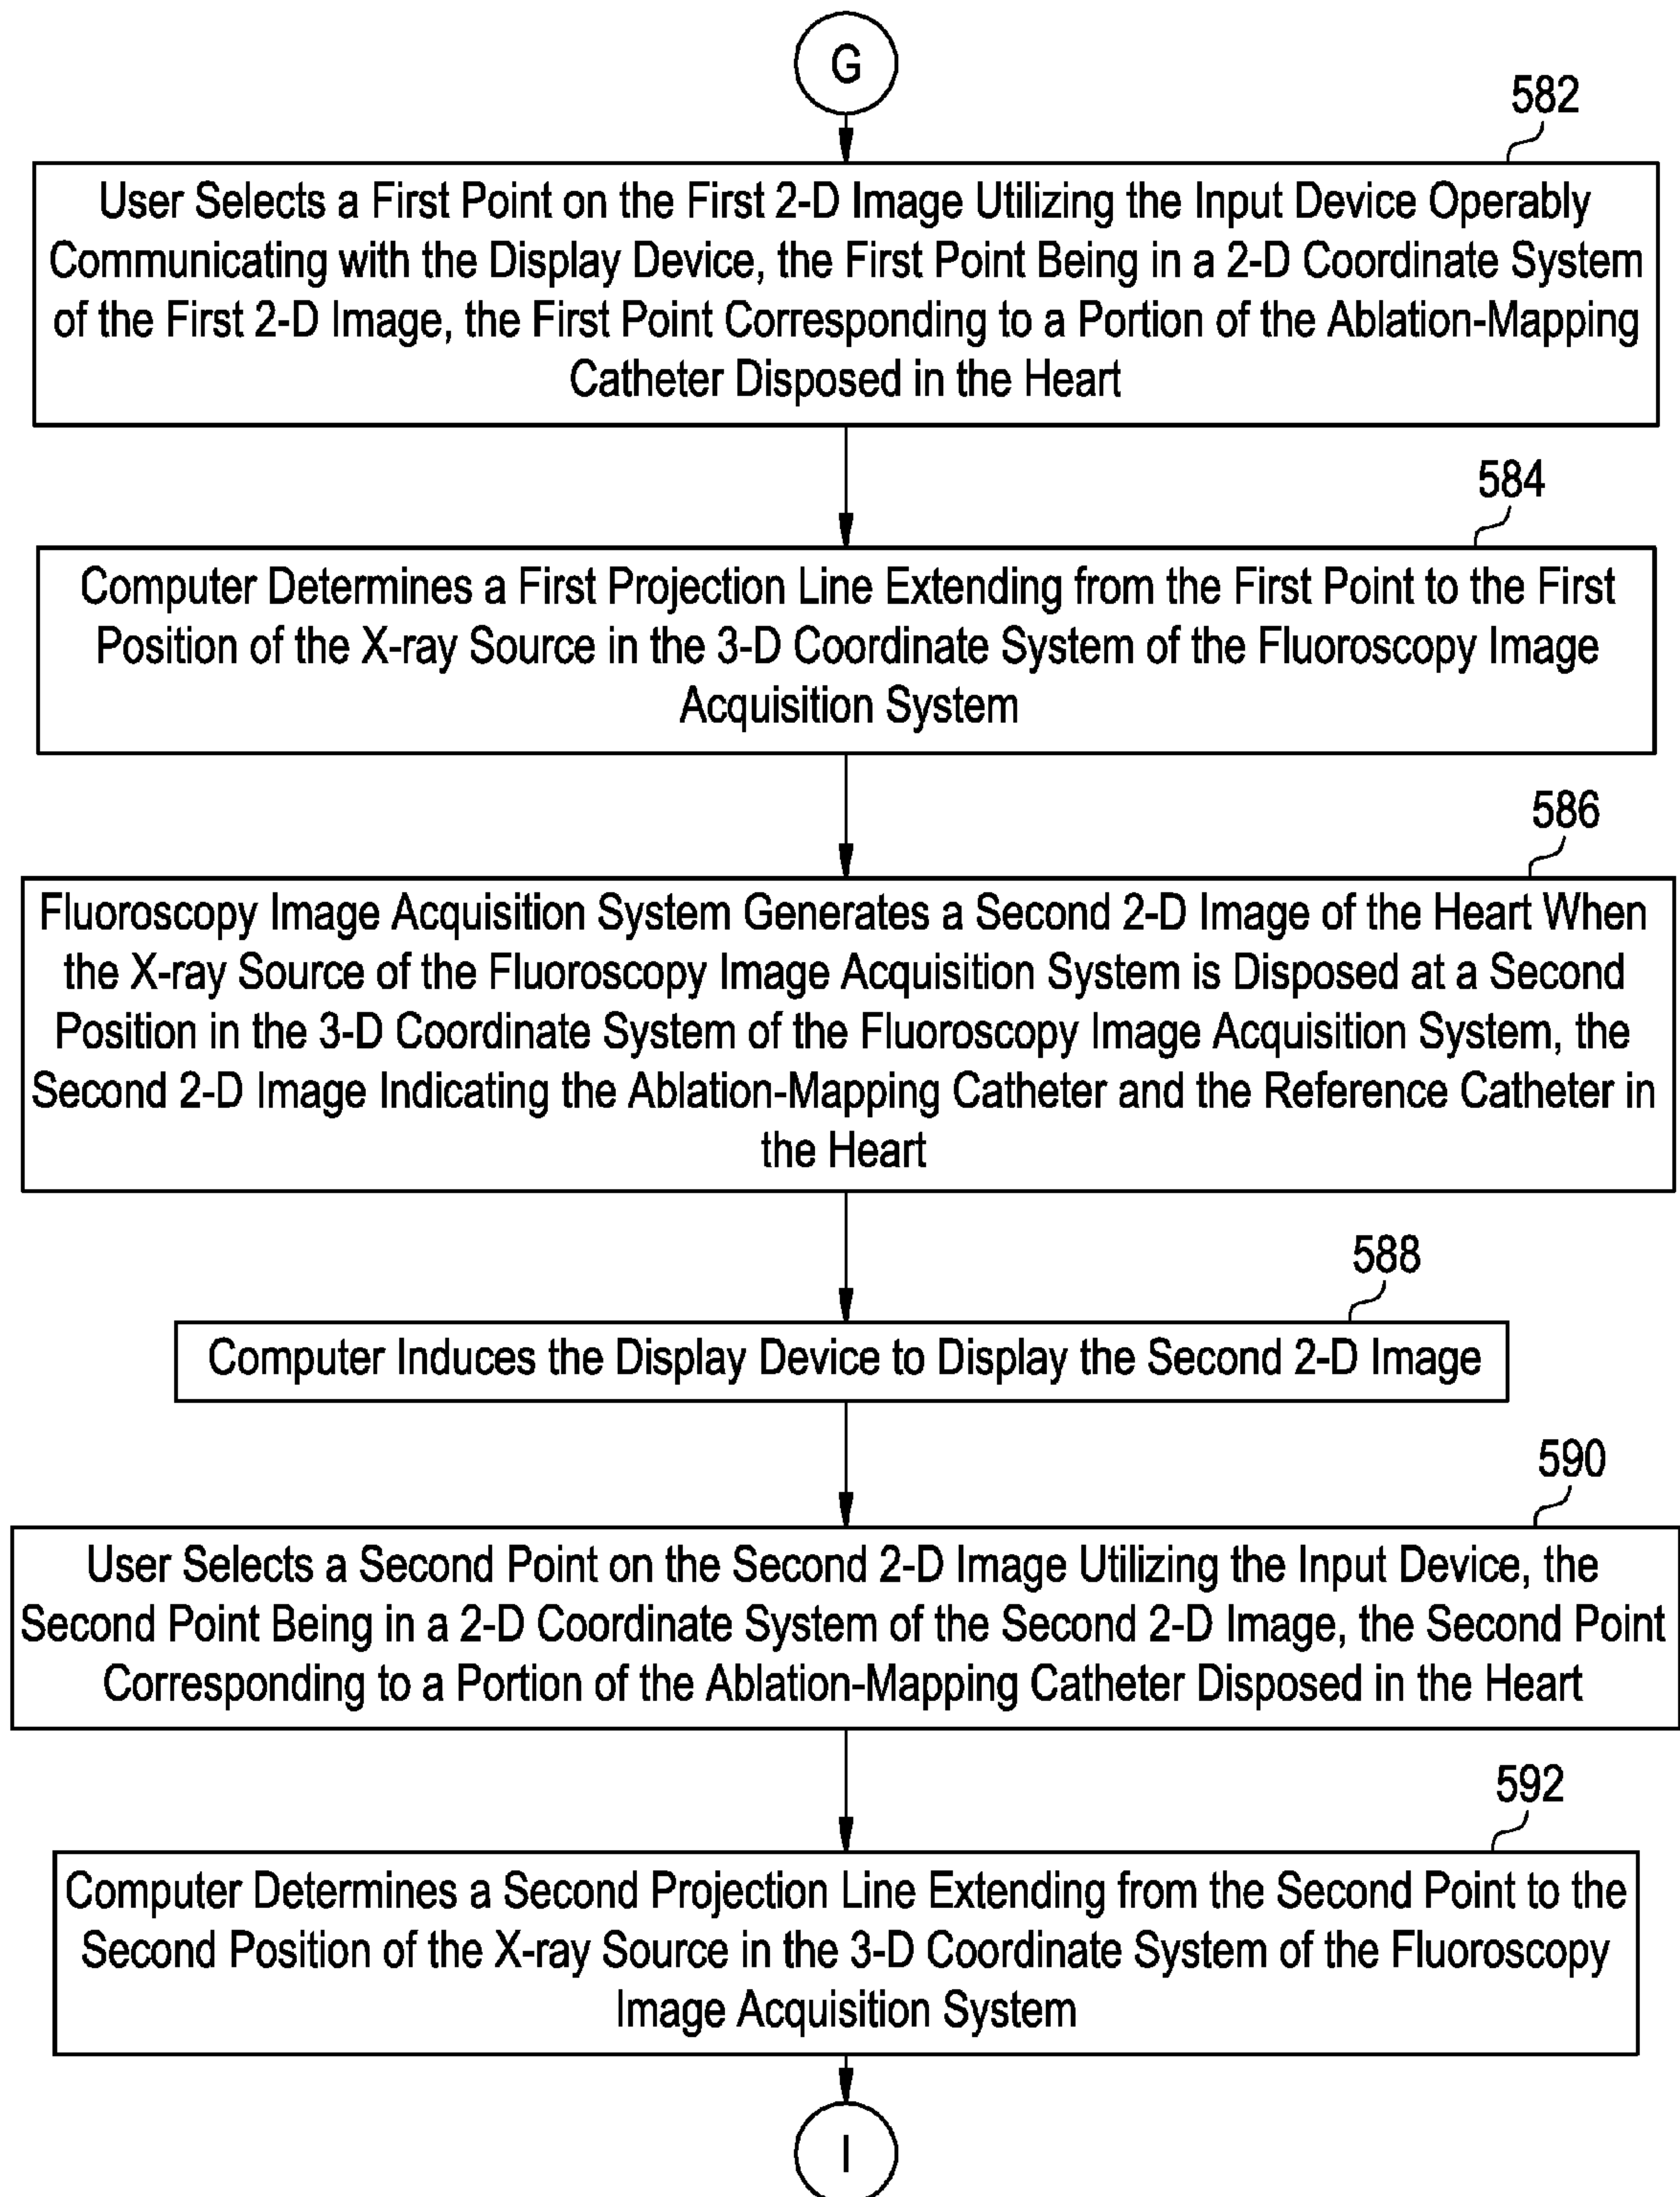 G
582
User Selects a First Point on the First 2-D Image Utilizing the Input Device Operably
Communicating with the Display Device, the First Point Being in a 2-D Coordinate System
of the First 2-D Image, the First Point Corresponding to a Portion of the Ablation-Mapping
Catheter Disposed in the Heart
584
Computer Determines a First Projection Line Extending from the First Point to the First
Position of the X-ray Source in the 3-D Coordinate System of the Fluoroscopy Image
Acquisition System
586
Fluoroscopy Image Acquisition System Generates a Second 2-D Image of the Heart When
the X-ray Source of the Fluoroscopy Image Acquisition System is Disposed at a Second
Position in the 3-D Coordinate System of the Fluoroscopy Image Acquisition System, the
Second 2-D Image Indicating the Ablation-Mapping Catheter and the Reference Catheter in
the Heart
588
Computer Induces the Display Device to Display the Second 2-D Image
590
User Selects a Second Point on the Second 2-D Image Utilizing the Input Device, the
Second Point Being in a 2-D Coordinate System of the Second 2-D Image, the Second Point
Corresponding to a Portion of the Ablation-Mapping Catheter Disposed in the Heart
592
Computer Determines a Second Projection Line Extending from the Second Point to the
Second Position of the X-ray Source in the 3-D Coordinate System of the Fluoroscopy
Image Acquisition System
I